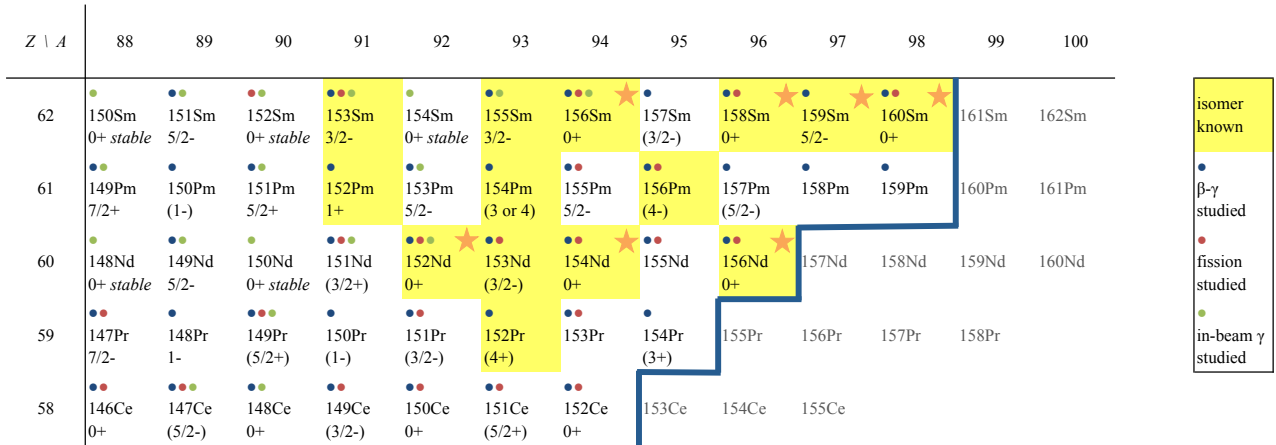 Z \ A 88 89 90 91 92 93 94 95 96 97 98 99 100
62 150Sm 151Sm 152Sm 153Sm 154Sm 155Sm 156Sm 157Sm 158Sm 159Sm 160Sm 161Sm 162Sm
0+ stable 5/2- 0+ stable 3/2- 0+ stable 3/2- 0+ (3/2-) 0+ 5/2- 0+
61 149Pm 150Pm 151Pm 152Pm 153Pm 154Pm 155Pm 156Pm 157Pm 158Pm 159Pm 160Pm 161Pm
7/2+ (1-) 5/2+ 1+ 5/2- (3 or 4) 5/2- (4-) (5/2-)
60 148Nd 149Nd 150Nd 151Nd 152Nd 153Nd 154Nd 155Nd 156Nd 157Nd 158Nd 159Nd 160Nd
0+ stable 5/2- 0+ stable (3/2+) 0+ (3/2-) 0+ 0+
59 147Pr 148Pr 149Pr 150Pr 151Pr 152Pr 153Pr 154Pr 155Pr 156Pr 157Pr 158Pr
7/2- 1- (5/2+) (1-) (3/2-) (4+) (3+)
58 146Ce 147Ce 148Ce 149Ce 150Ce 151Ce 152Ce 153Ce 154Ce 155Ce
0+ (5/2-) 0+ (3/2-) 0+ (5/2+) 0+
isomer
known
β-γ
studied
fission
studied
in-beam γ
studied